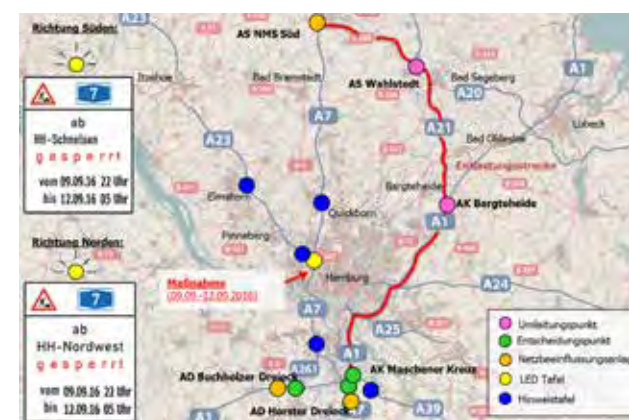 Richtung Süden:
7
ab
HH-Schnelsen
gesperrt
vom 09.09.16 22 Uhr
bis 12.09.16 05 Uhr
Richtung Norden:
7
ab
HH-Nordwest
gesperrt
vom 09.09.16 22 Uhr
bis 12.09.16 05 Uhr
A23
AS NMS Süd
AS Wahlstedt
Itzehoe
Bad Bramstedt
Bad Segeberg
A1
A20
A7
A23
A21
Lübeck
Bad Oldesloe
Entlastungsstrecke
Bargteheide
Elmshorn
Quickborn
AK Bargteheide
A1
Pinneberg
Maßnahme
(09.09.-12.09.2016)
Hamburg
A24
A7
A25
A1
AK Maschener Kreuz
A261
AD Buchholzer Dreieck
A1
AD Horster Dreieck
A39
Umleitungspunkt
Entscheidungspunkt
Netzbeeinflussungsanlag
LED Tafel
Hinweistafel